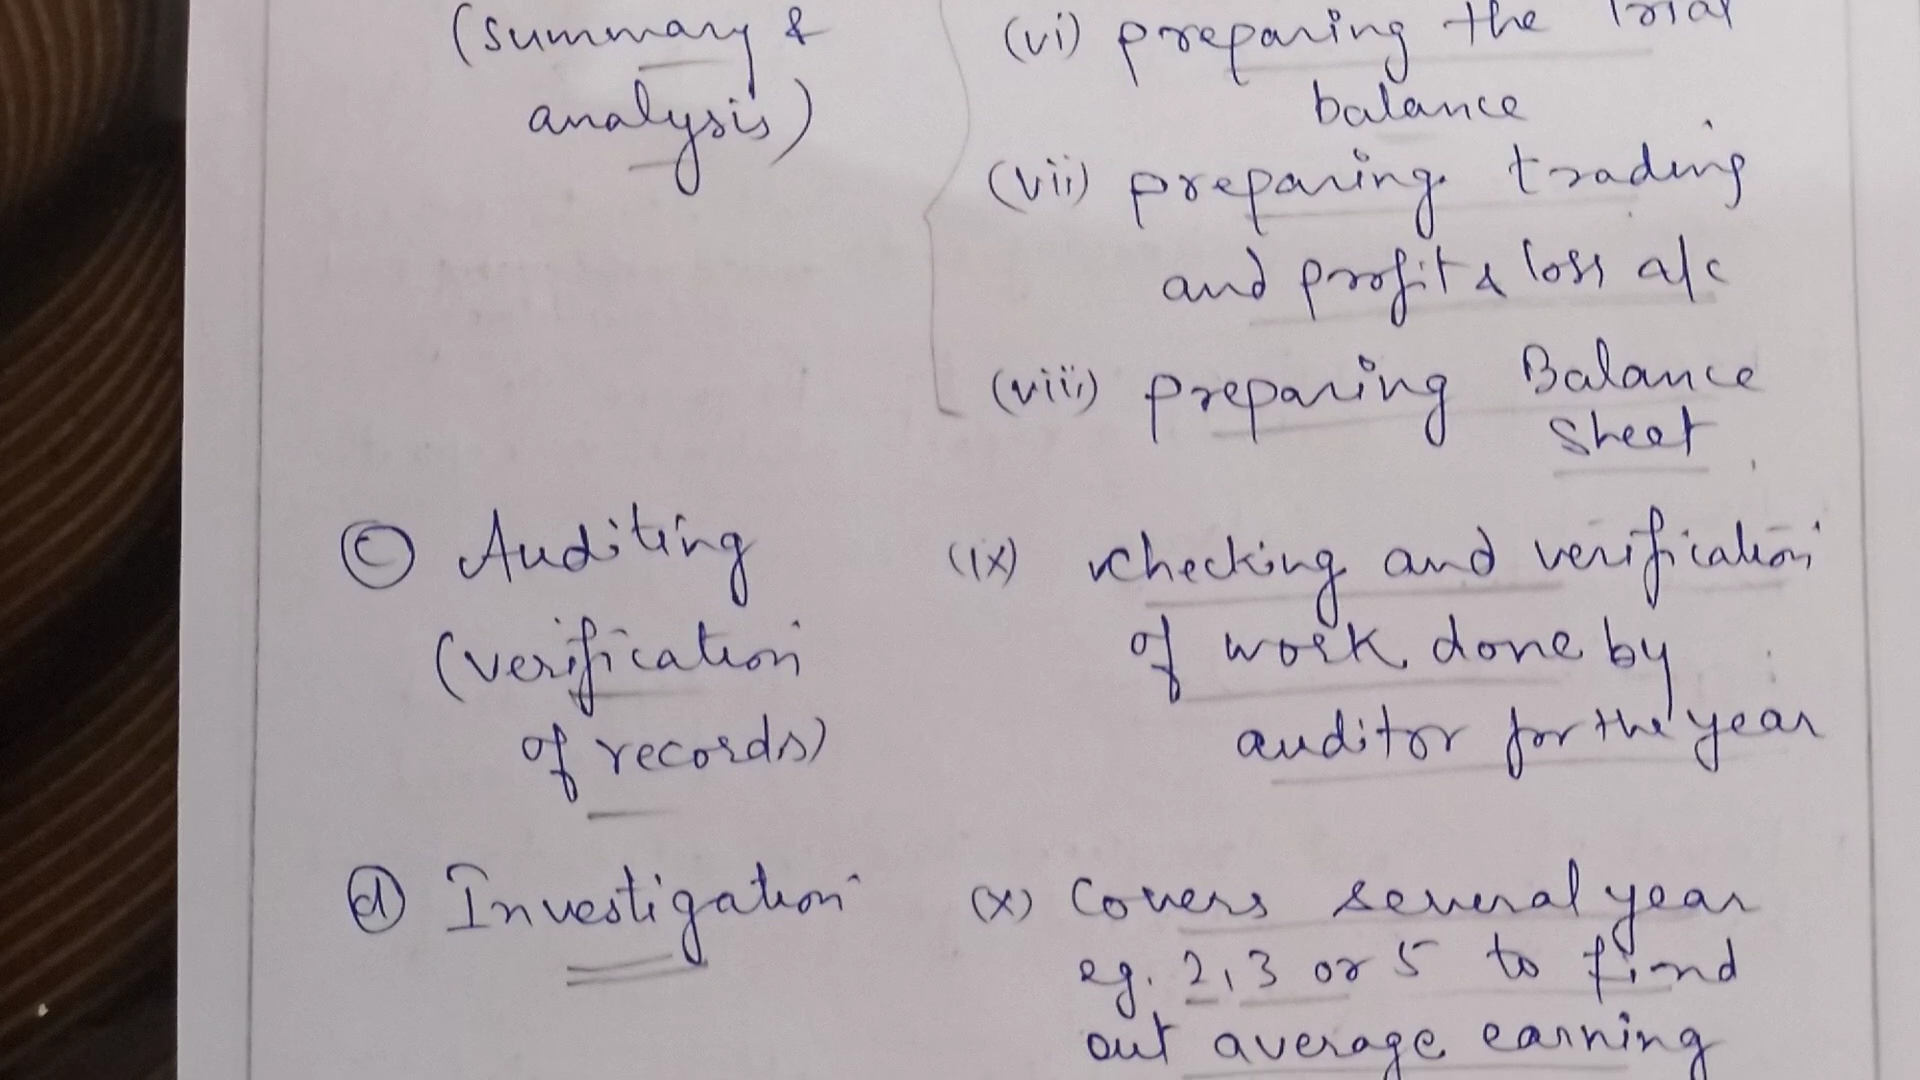 (summary &
analysis)
(vi) preparing the Trial
balance
(vii) preparing trading
and profit & loss a/c
(viii) preparing Balance
Sheet
(c) Auditing
(verification
of records)
(ix) checking and verification
of work done by
auditor for the year
(d) Investigation
(x) Covers several year
eg. 2, 3 or 5 to find
out average earning